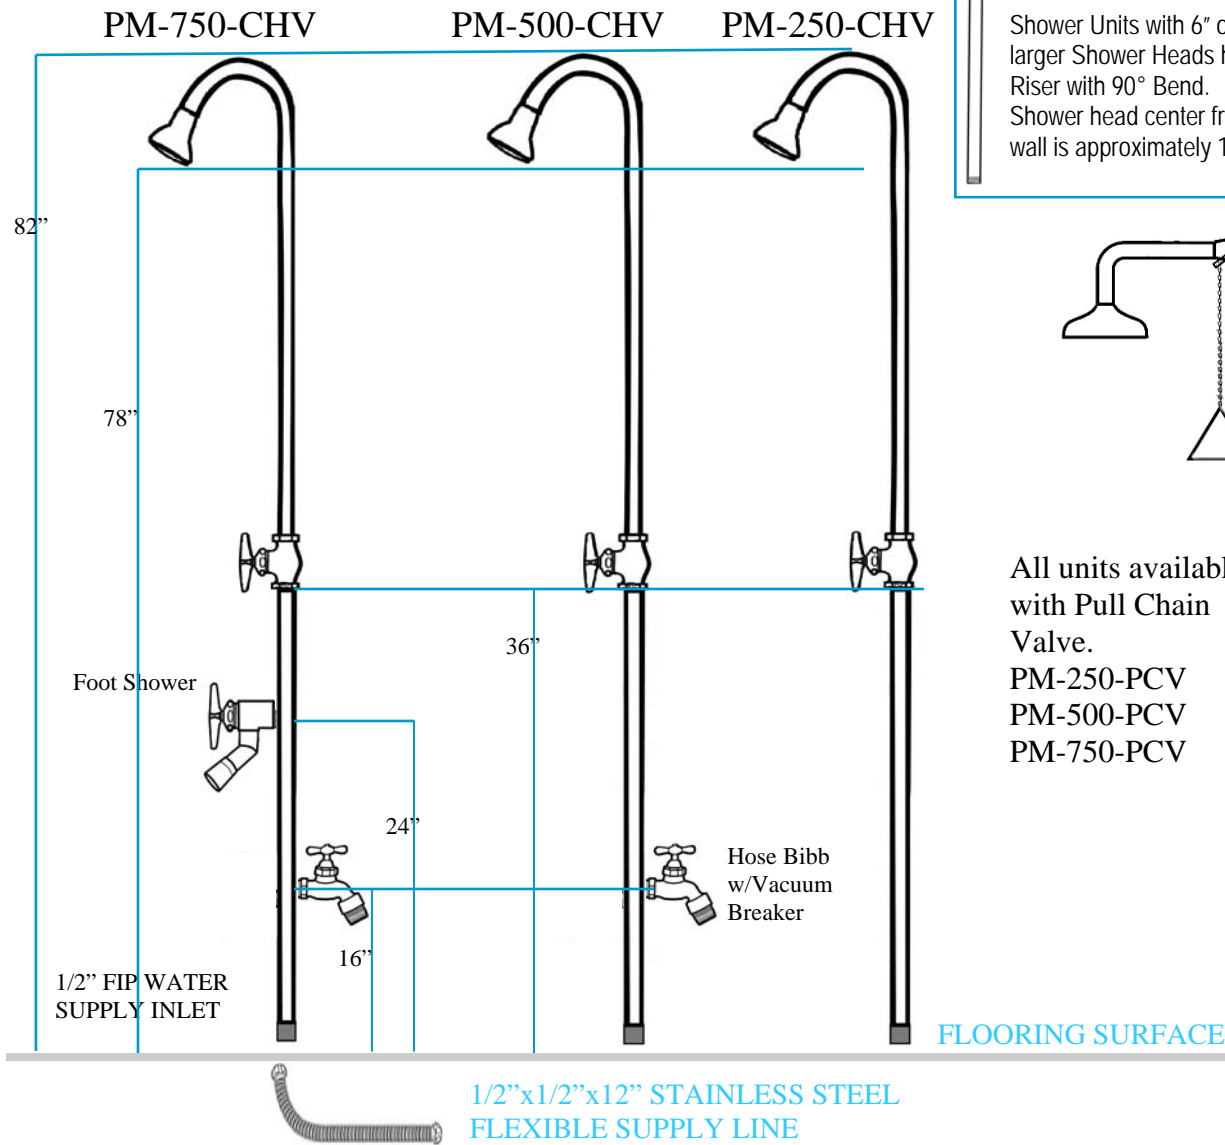 PM-750-CHV
PM-500-CHV
PM-250-CHV
Shower Units with 6″
larger Shower Heads
Riser with 90° Bend.
Shower head center
wall is approximately
82”
78”
36”
Foot Shower
24”
Hose Bibb
w/Vacuum
Breaker
16”
1/2” FIP WATER
SUPPLY INLET
All units
with Pull Chain
Valve.
PM-250-PCV
PM-500-PCV
PM-750-PCV
FLOORING SURFACE
1/2”x1/2”x12” STAINLESS STEEL
FLEXIBLE SUPPLY LINE